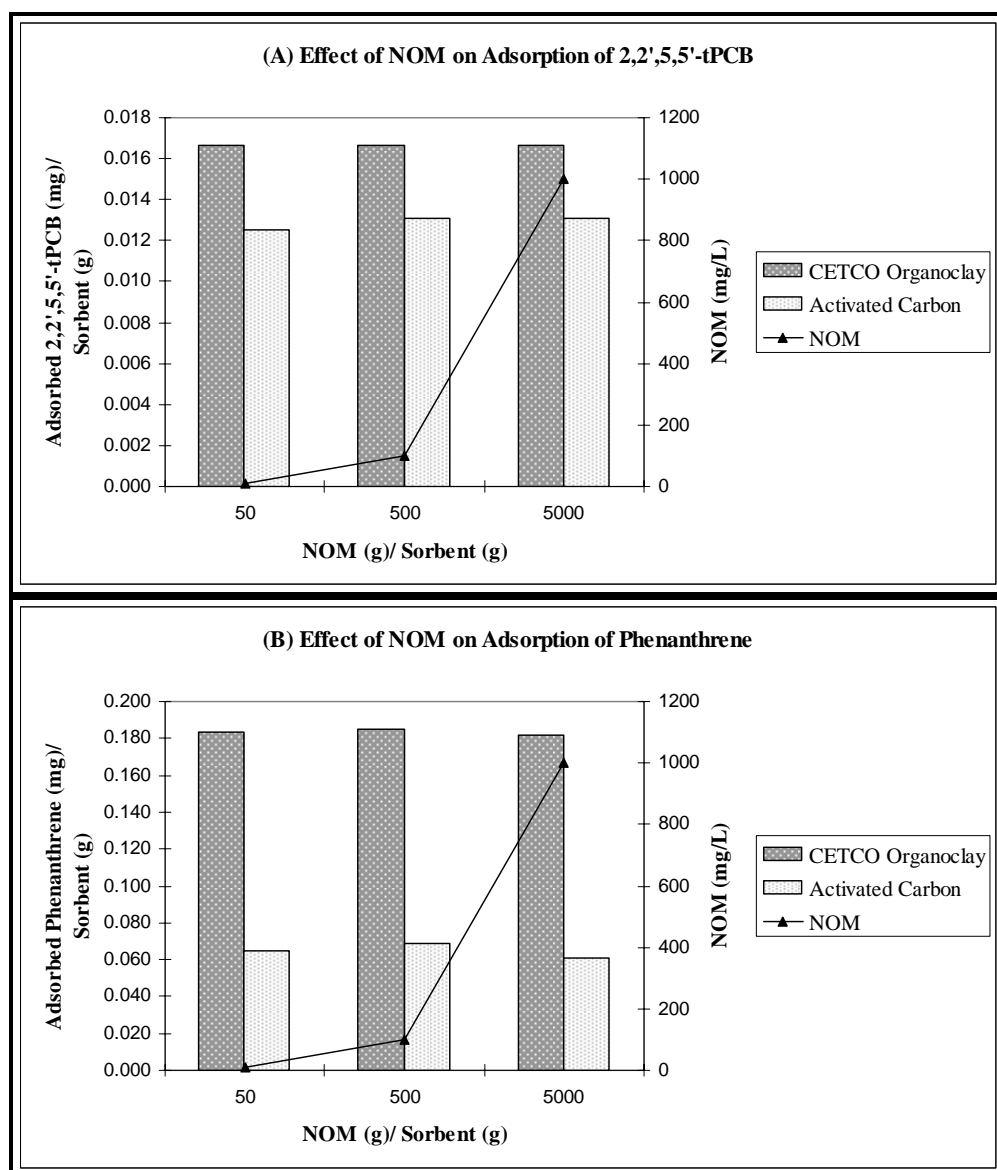 (A) Effect of NOM on Adsorption of 2,2',5,5'-tPCB
Adsorbed 2,2',5,5'-tPCB (mg)/
Sorbent (g)
0.018
0.016
0.014
0.012
0.010
0.008
0.006
0.004
0.002
0.000
1200
1000
800
600
400
200
0
NOM (mg/L)
50 500 5000
NOM (g)/ Sorbent (g)
CETCO Organoclay
Activated Carbon
NOM
(B) Effect of NOM on Adsorption of Phenanthrene
Adsorbed Phenanthrene (mg)/
Sorbent (g)
0.200
0.180
0.160
0.140
0.120
0.100
0.080
0.060
0.040
0.020
0.000
1200
1000
800
600
400
200
0
NOM (mg/L)
50 500 5000
NOM (g)/ Sorbent (g)
CETCO Organoclay
Activated Carbon
NOM